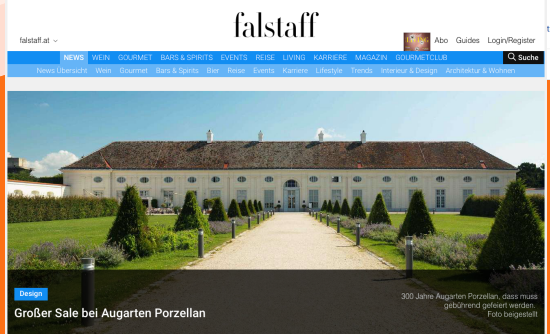 falstaff
falstaff.at
Abo Guides Login/Register
NEWS WEIN GOURMET BARS & SPIRITS EVENTS REISE LIVING KARRIERE MAGAZIN GOURMETCLUB Suche
News Übersicht Wein Gourmet Bars & Spirits Bier Reise Events Karriere Lifestyle Trends Interieur & Design Architektur & Wohnen
Design
Großer Sale bei Augarten Porzellan
300 Jahre Augarten Porzellan, dass muss
gebührend gefeiert werden.
Foto beigestellt